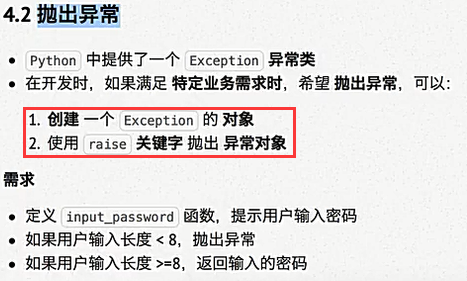 4.2 抛出异常
Python 中提供了一个 Exception 异常类
在开发时，如果满足 特定业务需求时，希望 抛出异常，可以：
1. 创建 一个 Exception 的 对象
2. 使用 raise 关键字 抛出 异常对象
需求
定义 input_password 函数，提示用户输入密码
如果用户输入长度 < 8，抛出异常
如果用户输入长度 >=8，返回输入的密码